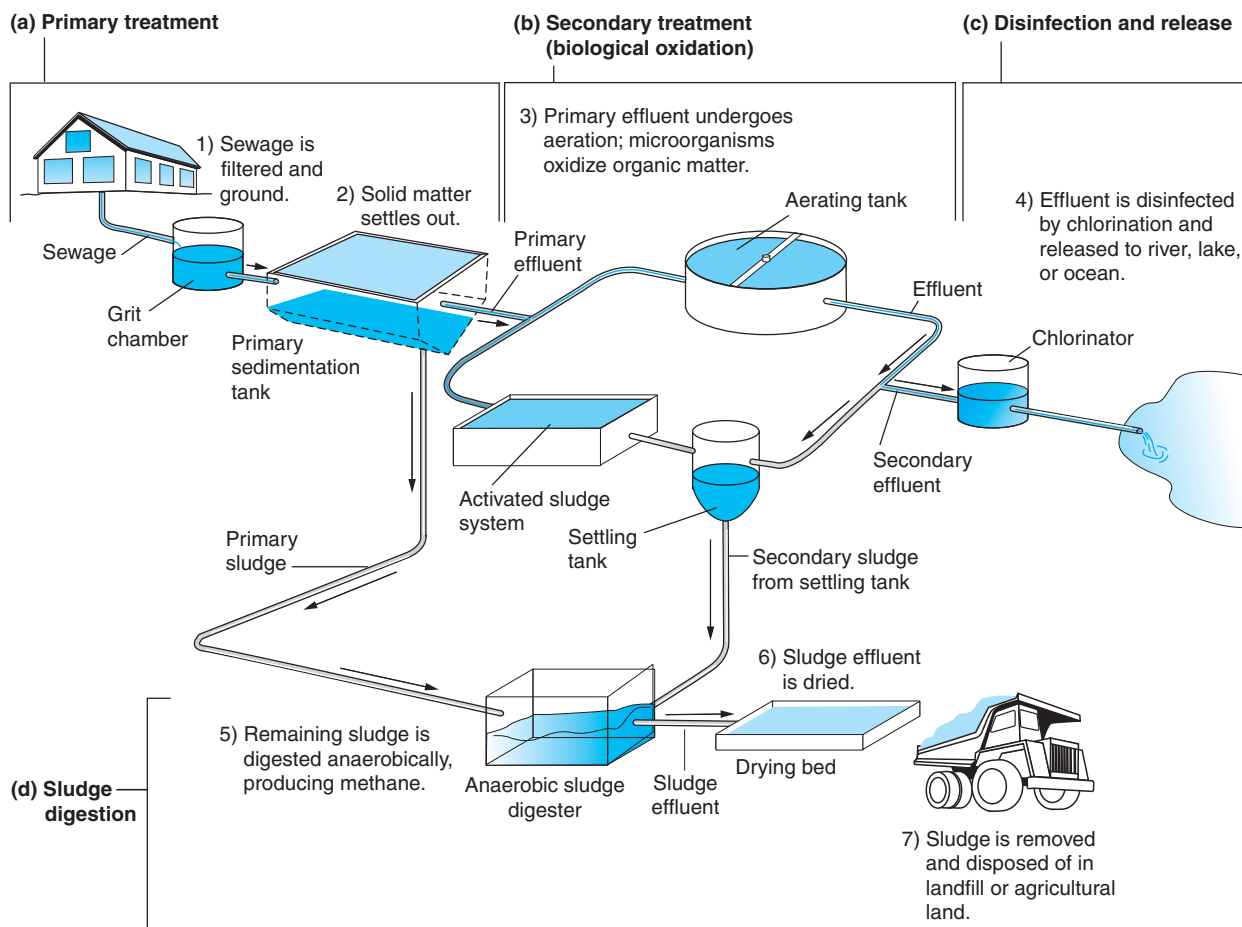 (a) Primary treatment
(b) Secondary treatment
(biological oxidation)
(c) Disinfection and release
1) Sewage is
filtered and
ground.
2) Solid matter
settles out.
3) Primary effluent undergoes
aeration; microorganisms
oxidize organic matter.
4) Effluent is disinfected
by chlorination and
released to river, lake,
or ocean.
Sewage
Grit
chamber
Primary
sedimentation
tank
Primary
effluent
Aerating tank
Effluent
Chlorinator
Activated sludge
system
Settling
tank
Secondary
effluent
Primary
sludge
Secondary sludge
from settling tank
(d) Sludge
digestion
5) Remaining sludge is
digested anaerobically,
producing methane.
Anaerobic sludge
digester
Sludge
effluent
6) Sludge effluent
is dried.
Drying bed
7) Sludge is removed
and disposed of in
landfill or agricultural
land.